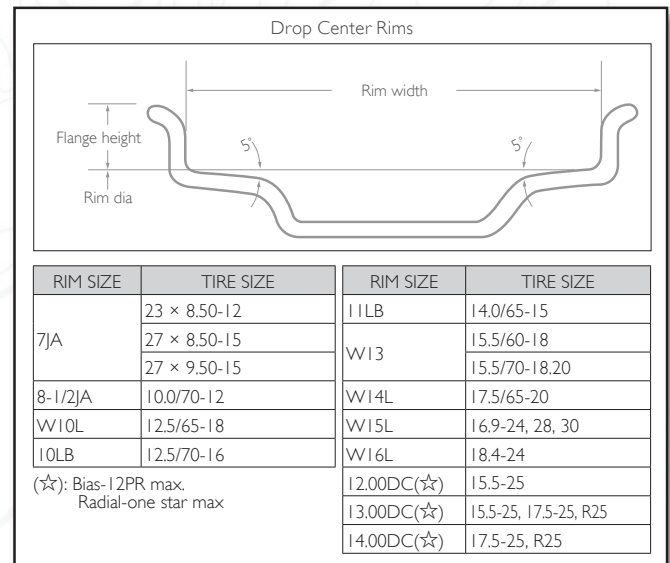 Drop Center Rims
Rim width
Flange height
5° 5°
Rim dia
RIM SIZE TIRE SIZE
7JA 23 × 8.50-12
27 × 8.50-15
27 × 9.50-15
8-1/2JA 10.0/70-12
W10L 12.5/65-18
10LB 12.5/70-16
(☆): Bias-12PR max.
Radial-one star max
RIM SIZE TIRE SIZE
11LB 14.0/65-15
W13 15.5/60-18
15.5/70-18.20
W14L 17.5/65-20
W15L 16.9-24, 28, 30
W16L 18.4-24
12.00DC(☆) 15.5-25
13.00DC(☆) 15.5-25, 17.5-25, R25
14.00DC(☆) 17.5-25, R25